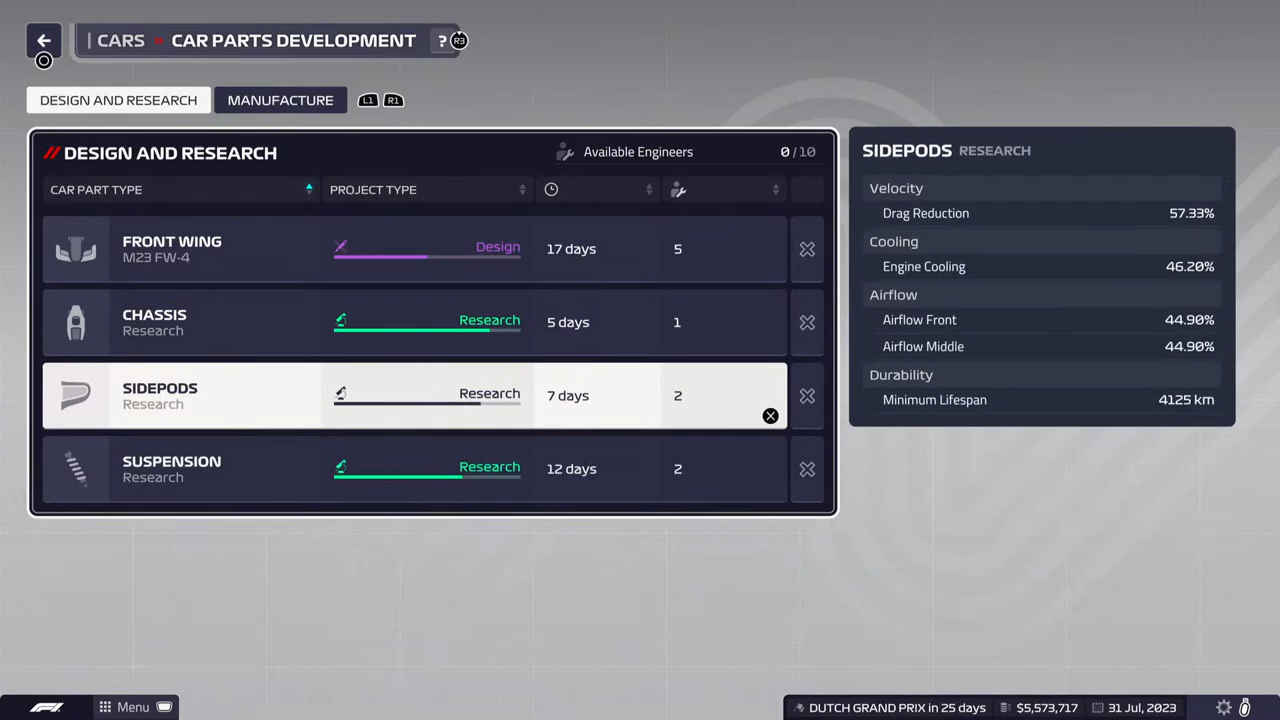 CARS CAR PARTS DEVELOPMENT ? R3
DESIGN AND RESEARCH MANUFACTURE L1 R1
DESIGN AND RESEARCH Available Engineers 0/10
CAR PART TYPE PROJECT TYPE
FRONT WING
M23 FW-4
Design 17 days 5
CHASSIS
Research
Research 5 days 1
SIDEPODS
Research
Research 7 days 2
SUSPENSION
Research
Research 12 days 2
SIDEPODS RESEARCH
Velocity
Drag Reduction 57.33%
Cooling
Engine Cooling 46.20%
Airflow
Airflow Front 44.90%
Airflow Middle 44.90%
Durability
Minimum Lifespan 4125 km
F1 Menu DUTCH GRAND PRIX in 25 days $5,573,717 31 Jul, 2023